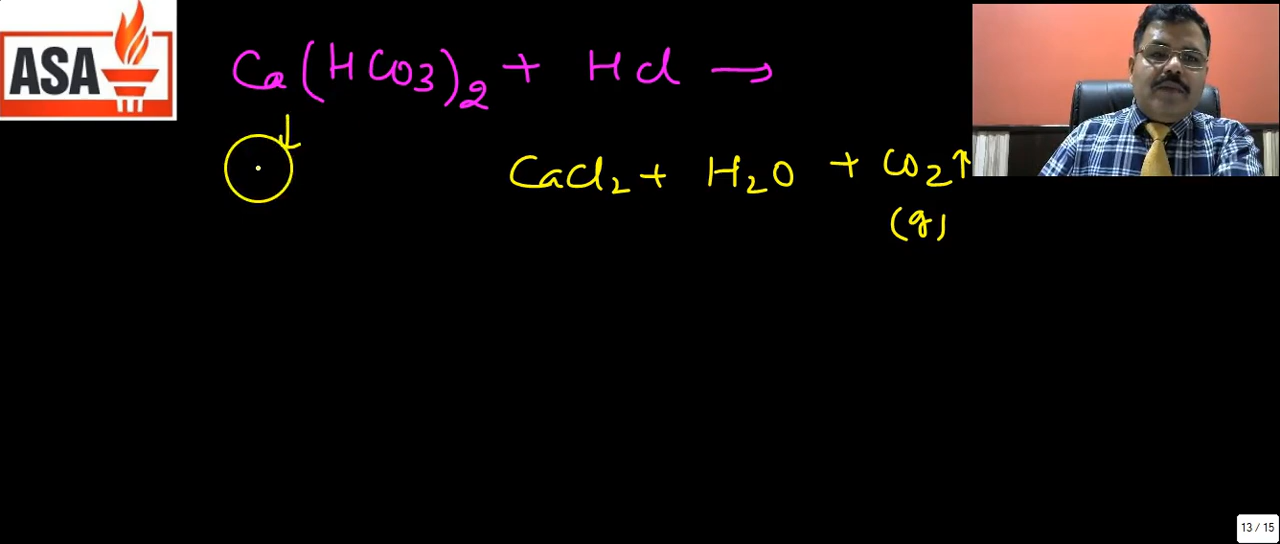 ASA
Ca(HCO3)2 + HCl →
CaCl2 + H2O + CO2↑
(g)
13 / 15